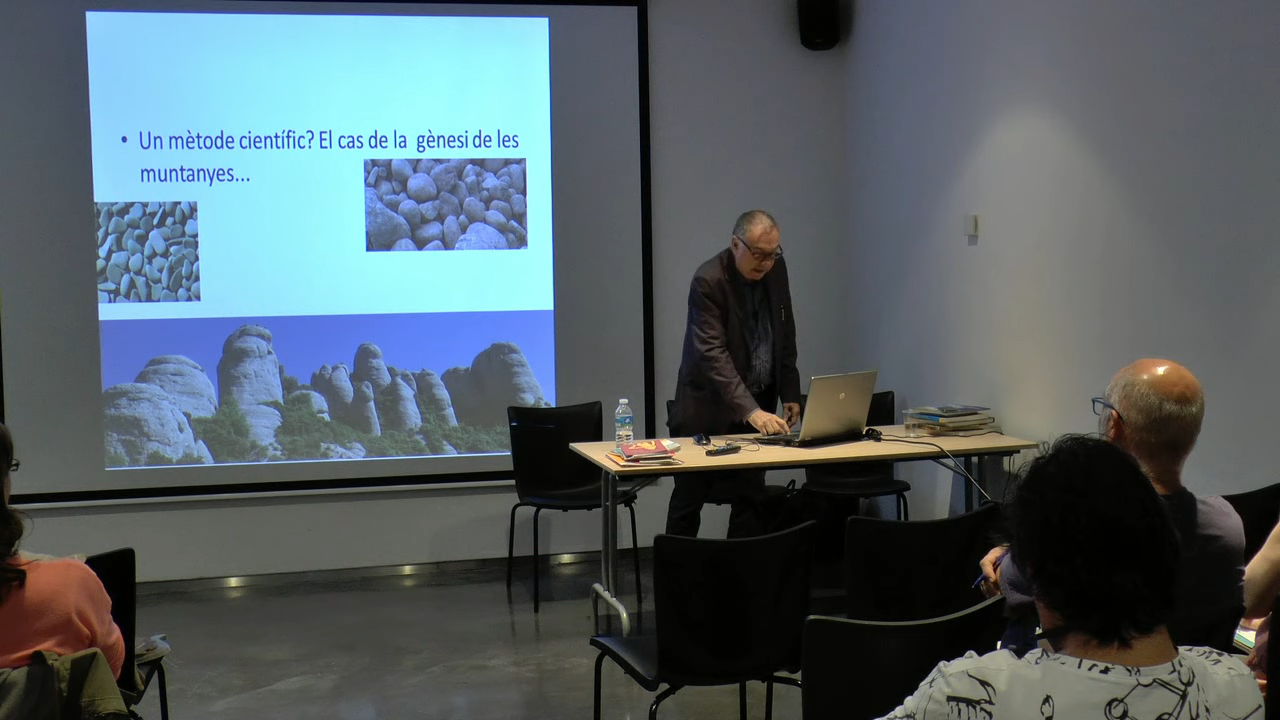 • Un mètode científic? El cas de la gènesi de les
muntanyes...